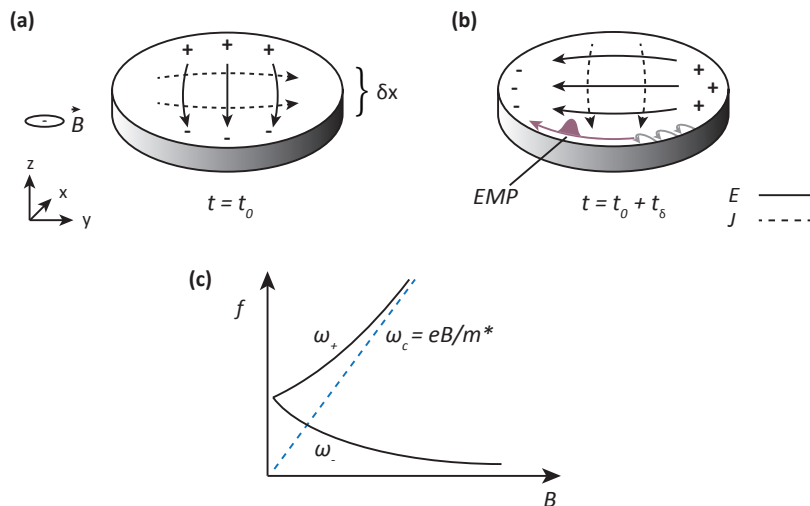 (a)
+ + +
δx
- - -
- B
z
x
y
t = t0
(b)
- +
- +
- +
EMP
t = t0 + tδ
E
J
(c)
f
ω+
ωc = eB/m*
ω-
B